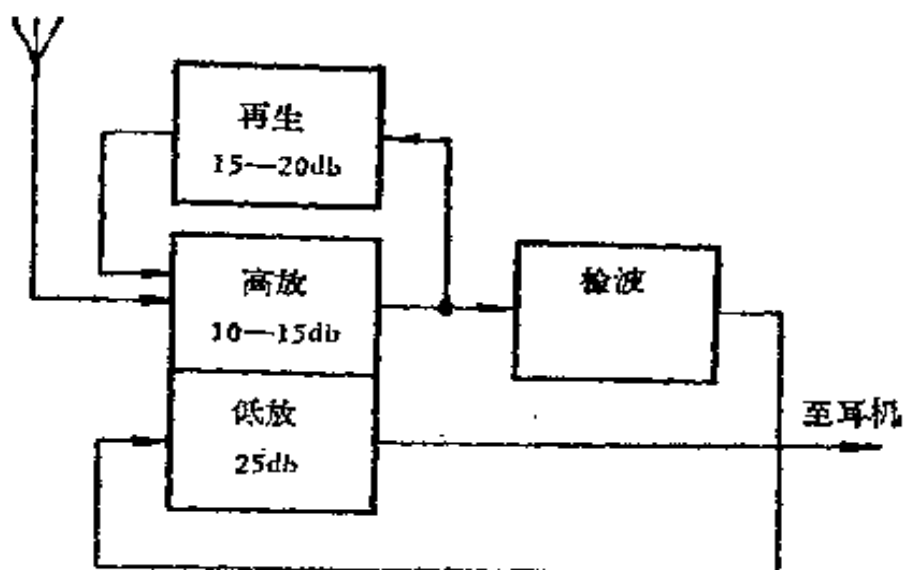 再生
15—20db
高放
10—15db
检波
低放
25db
至耳机